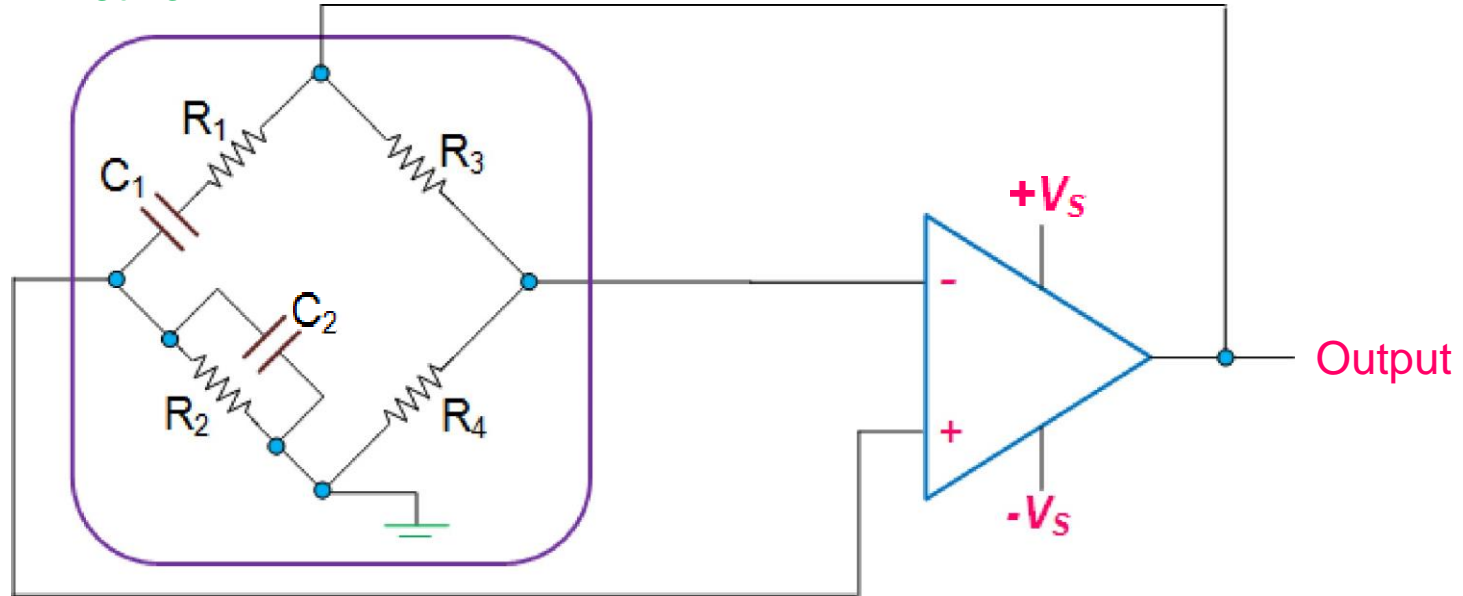 R₁
C₁
R₃
C₂
R₂
R₄
+Vₛ
-
+
-Vₛ
Output